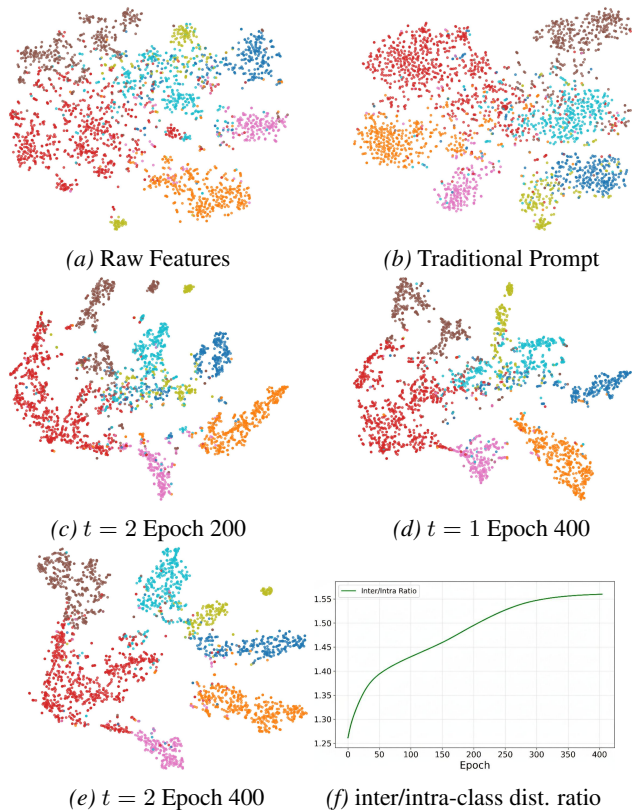 (a) Raw Features
(b) Traditional Prompt
(c) t = 2 Epoch 200
(d) t = 1 Epoch 400
(e) t = 2 Epoch 400
Inter/Intra Ratio
1.55
1.50
1.45
1.40
1.35
1.30
1.25
0 50 100 150 200 250 300 350 400
Epoch
(f) inter/intra-class dist. ratio